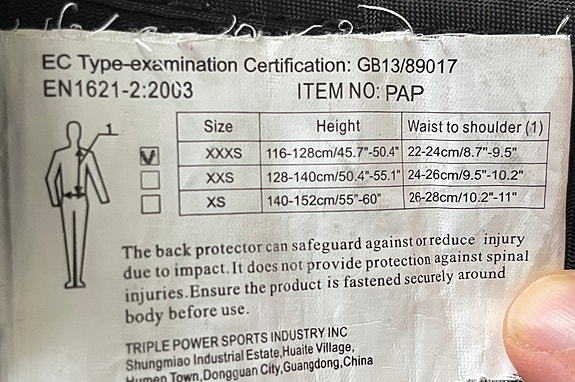 EC Type-examination Certification: GB13/89017
EN1621-2:2003 ITEM NO: PAP
1
Size Height Waist to shoulder (1)
XXXS 116-128cm/45.7"-50.4" 22-24cm/8.7"-9.5"
XXS 128-140cm/50.4"-55.1" 24-26cm/9.5"-10.2"
XS 140-152cm/55"-60" 26-28cm/10.2"-11"
The back protector can safeguard against or reduce injury
due to impact. It does not provide protection against spinal
injuries. Ensure the product is fastened securely around
body before use.
TRIPLE POWER SPORTS INDUSTRY INC
Shungmiao Industrial Estate, Huaite Village,
Humen Town, Dongguan City, Guangdong, China